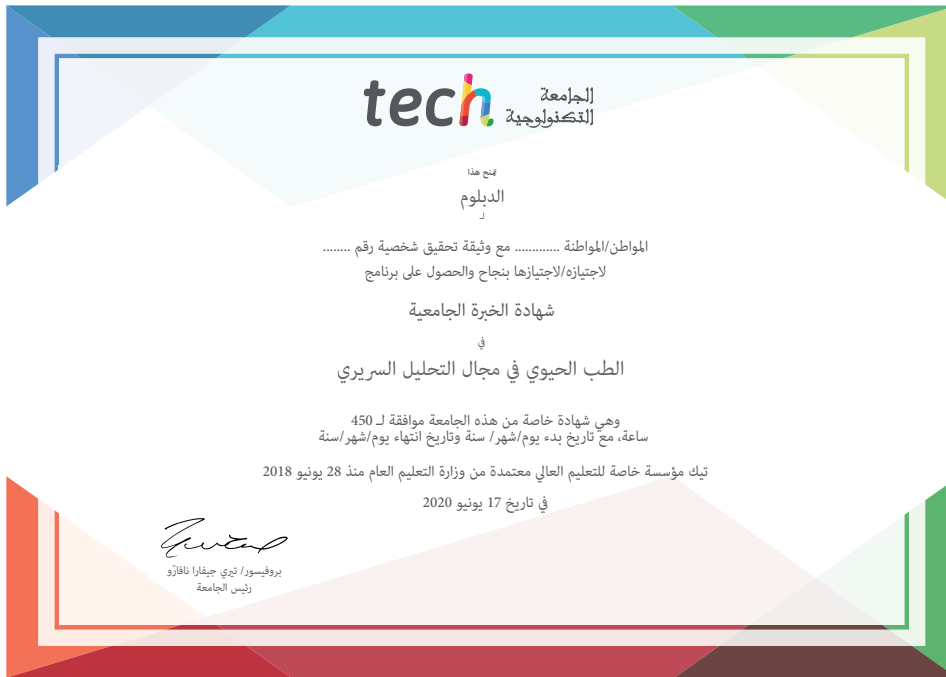 tech الجامعة
التكنولوجية
يمنح هذا
الدبلوم
لـ
المواطن/المواطنة ............ مع وثيقة تحقيق شخصية رقم ........
لاجتيازه/لاجتيازها بنجاح والحصول على برنامج
شهادة الخبرة الجامعية
في
الطب الحيوي في مجال التحليل السريري
وهي شهادة خاصة من هذه الجامعة موافقة لـ 450
ساعة، مع تاريخ بدء يوم/شهر/ سنة وتاريخ انتهاء يوم/شهر/سنة
تيك مؤسسة خاصة للتعليم العالي معتمدة من وزارة التعليم العام منذ 28 يونيو 2018
في تاريخ 17 يونيو 2020
بروفيسور/ تيري جيفارا نافارّو
رئيس الجامعة